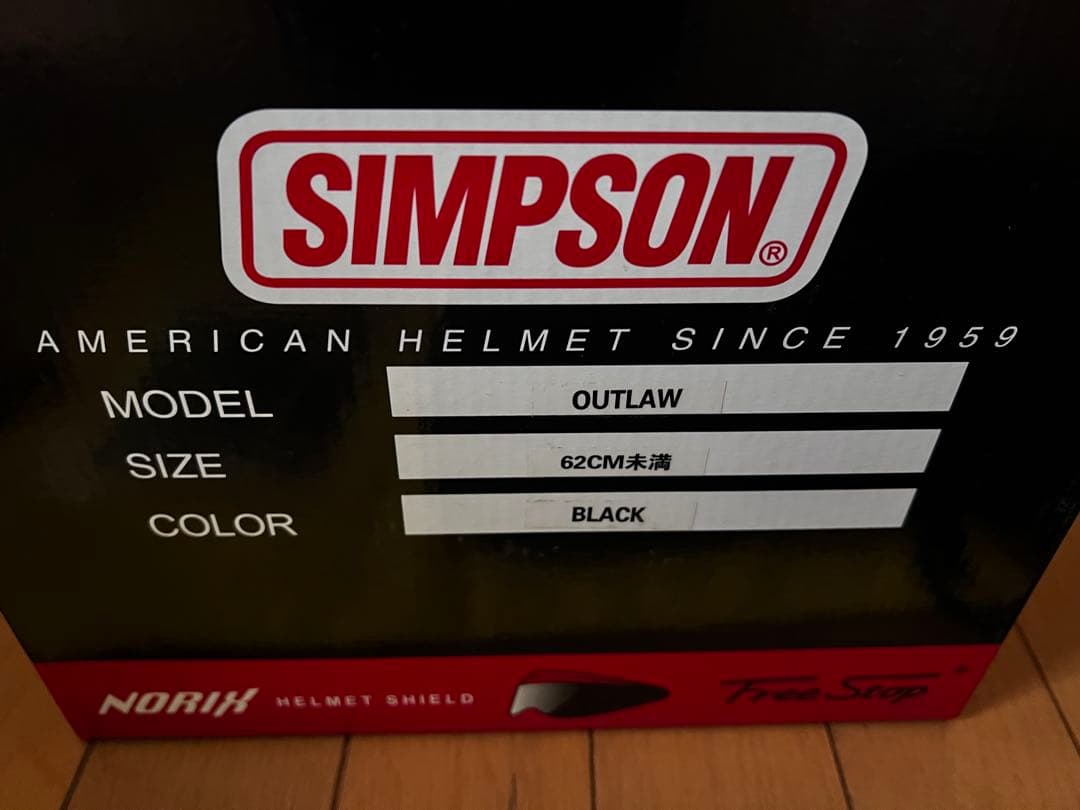 SIMPSON®
AMERICAN HELMET SINCE 1959
MODEL OUTLAW
SIZE 62CM未満
COLOR BLACK
NORIX HELMET SHIELD Free Stop